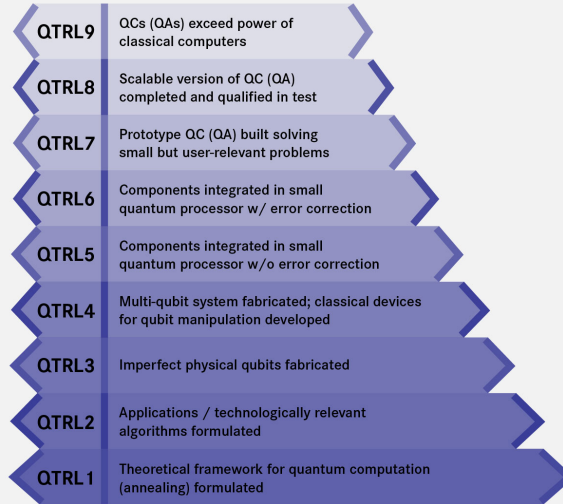 QTRL9
QCs (QAs) exceed power of
classical computers
QTRL8
Scalable version of QC (QA)
completed and qualified in test
QTRL7
Prototype QC (QA) built solving
small but user-relevant problems
QTRL6
Components integrated in small
quantum processor w/ error correction
QTRL5
Components integrated in small
quantum processor w/o error correction
QTRL4
Multi-qubit system fabricated; classical devices
for qubit manipulation developed
QTRL3
Imperfect physical qubits fabricated
QTRL2
Applications / technologically relevant
algorithms formulated
QTRL1
Theoretical framework for quantum computation
(annealing) formulated